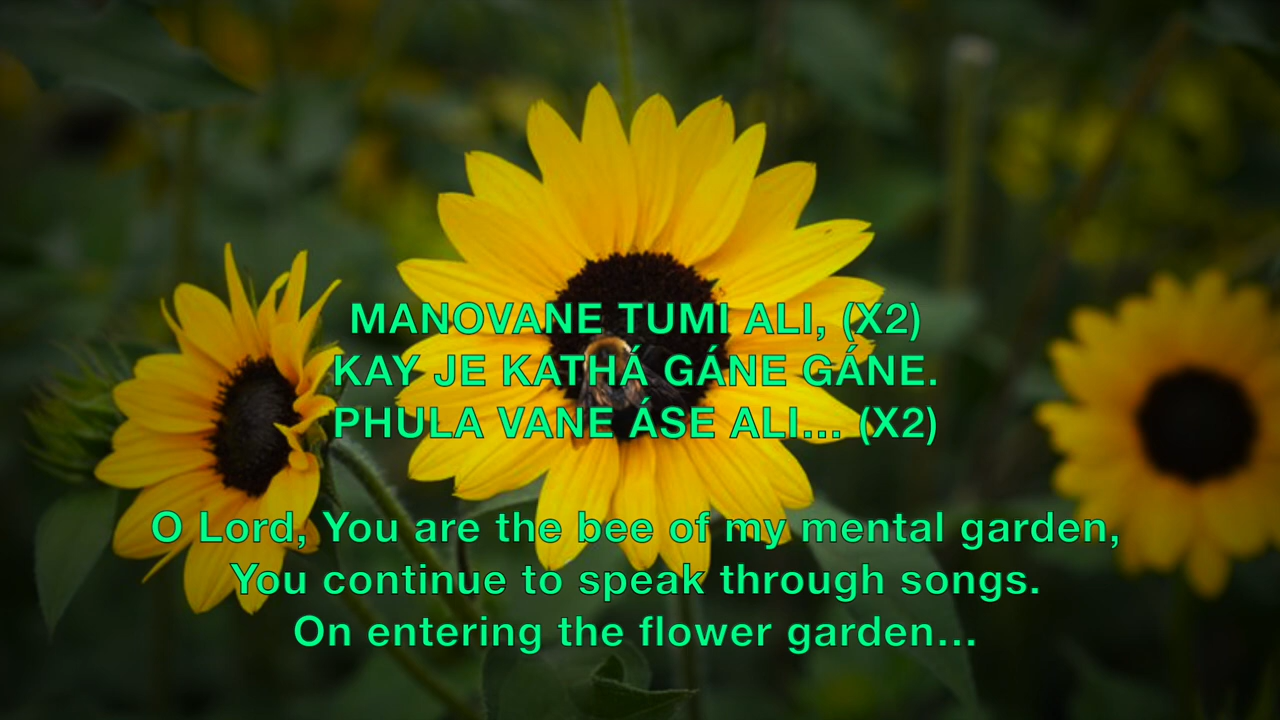 MANOVANE TUMI ALI, (X2)
KAY JE KATHÁ GÁNE GÁNE.
PHULA VANE ÁSE ALI... (X2)
O Lord, You are the bee of my mental garden,
You continue to speak through songs.
On entering the flower garden...